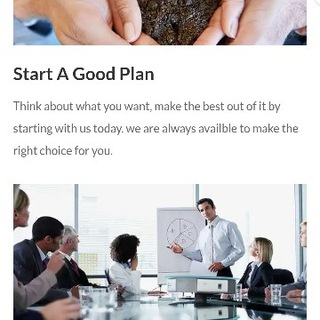 Start A Good Plan
Think about what you want, make the best out of it by
starting with us today. we are always availble to make the
right choice for you.